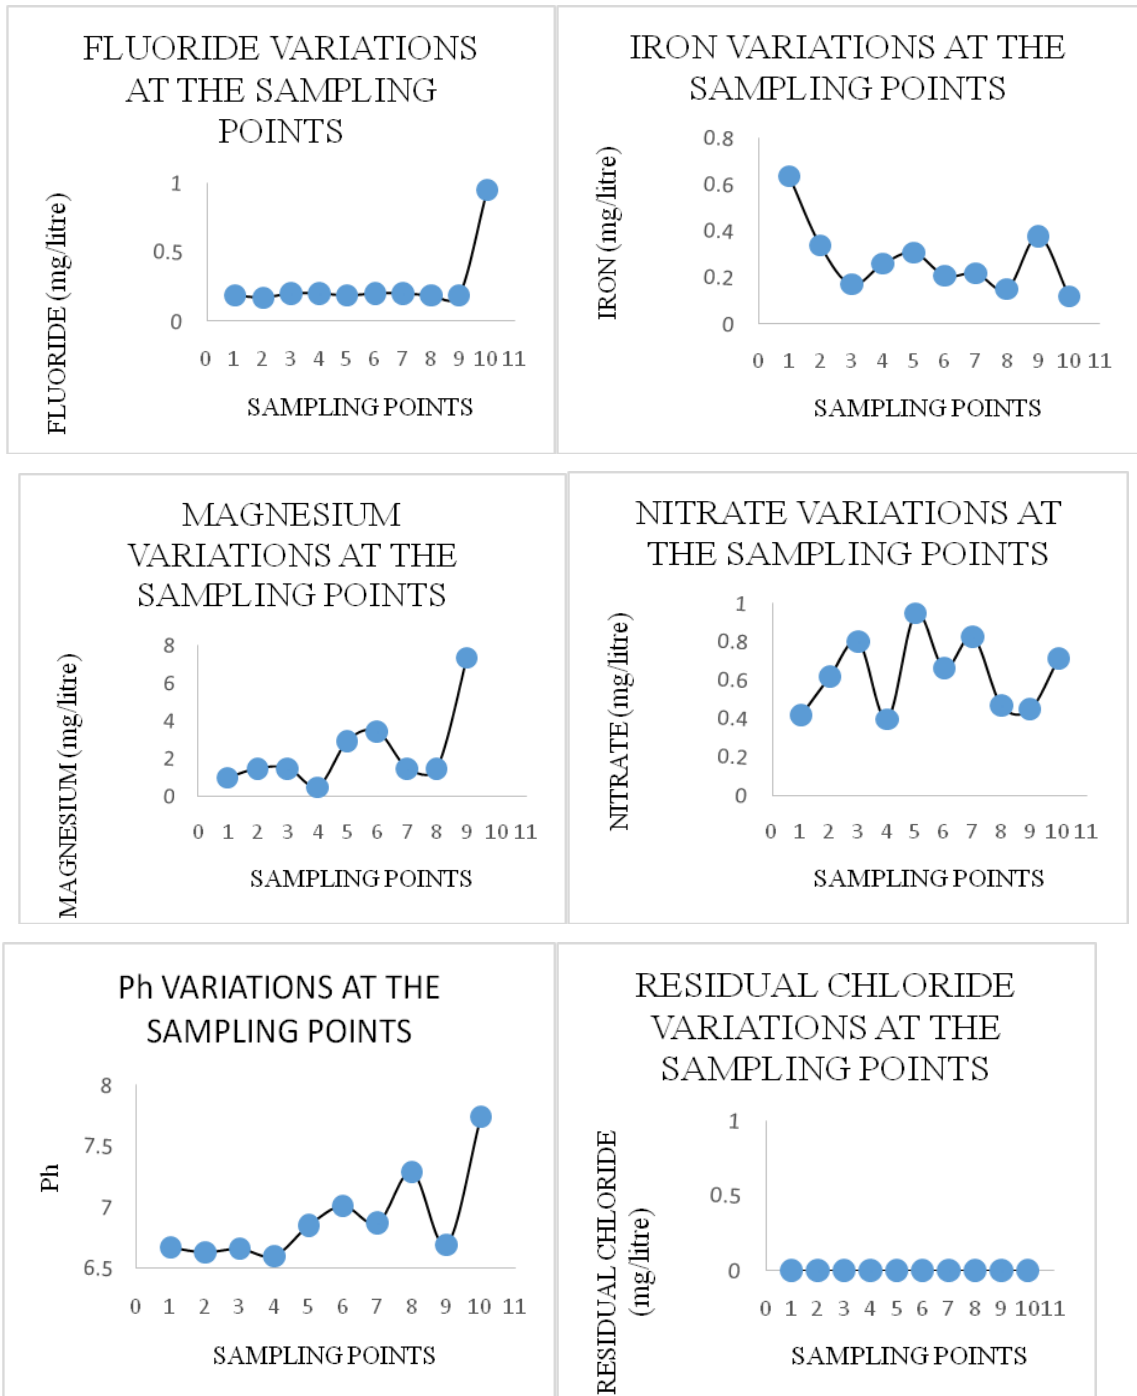 FLUORIDE VARIATIONS
AT THE SAMPLING
POINTS
FLUORIDE (mg/litre)
1
0.5
0
0 1 2 3 4 5 6 7 8 9 10 11
SAMPLING POINTS
IRON VARIATIONS AT THE
SAMPLING POINTS
IRON (mg/litre)
0.8
0.6
0.4
0.2
0
0 1 2 3 4 5 6 7 8 9 10 11
SAMPLING POINTS
MAGNESIUM
VARIATIONS AT THE
SAMPLING POINTS
MAGNESIUM (mg/litre)
8
6
4
2
0
0 1 2 3 4 5 6 7 8 9 10 11
SAMPLING POINTS
NITRATE VARIATIONS AT
THE SAMPLING POINTS
NITRATE (mg/litre)
1
0.8
0.6
0.4
0.2
0
0 1 2 3 4 5 6 7 8 9 10 11
SAMPLING POINTS
Ph VARIATIONS AT THE
SAMPLING POINTS
Ph
8
7.5
7
6.5
0 1 2 3 4 5 6 7 8 9 10 11
SAMPLING POINTS
RESIDUAL CHLORIDE
VARIATIONS AT THE
SAMPLING POINTS
RESIDUAL CHLORIDE
(mg/litre)
1
0.5
0
0 1 2 3 4 5 6 7 8 9 10 11
SAMPLING POINTS